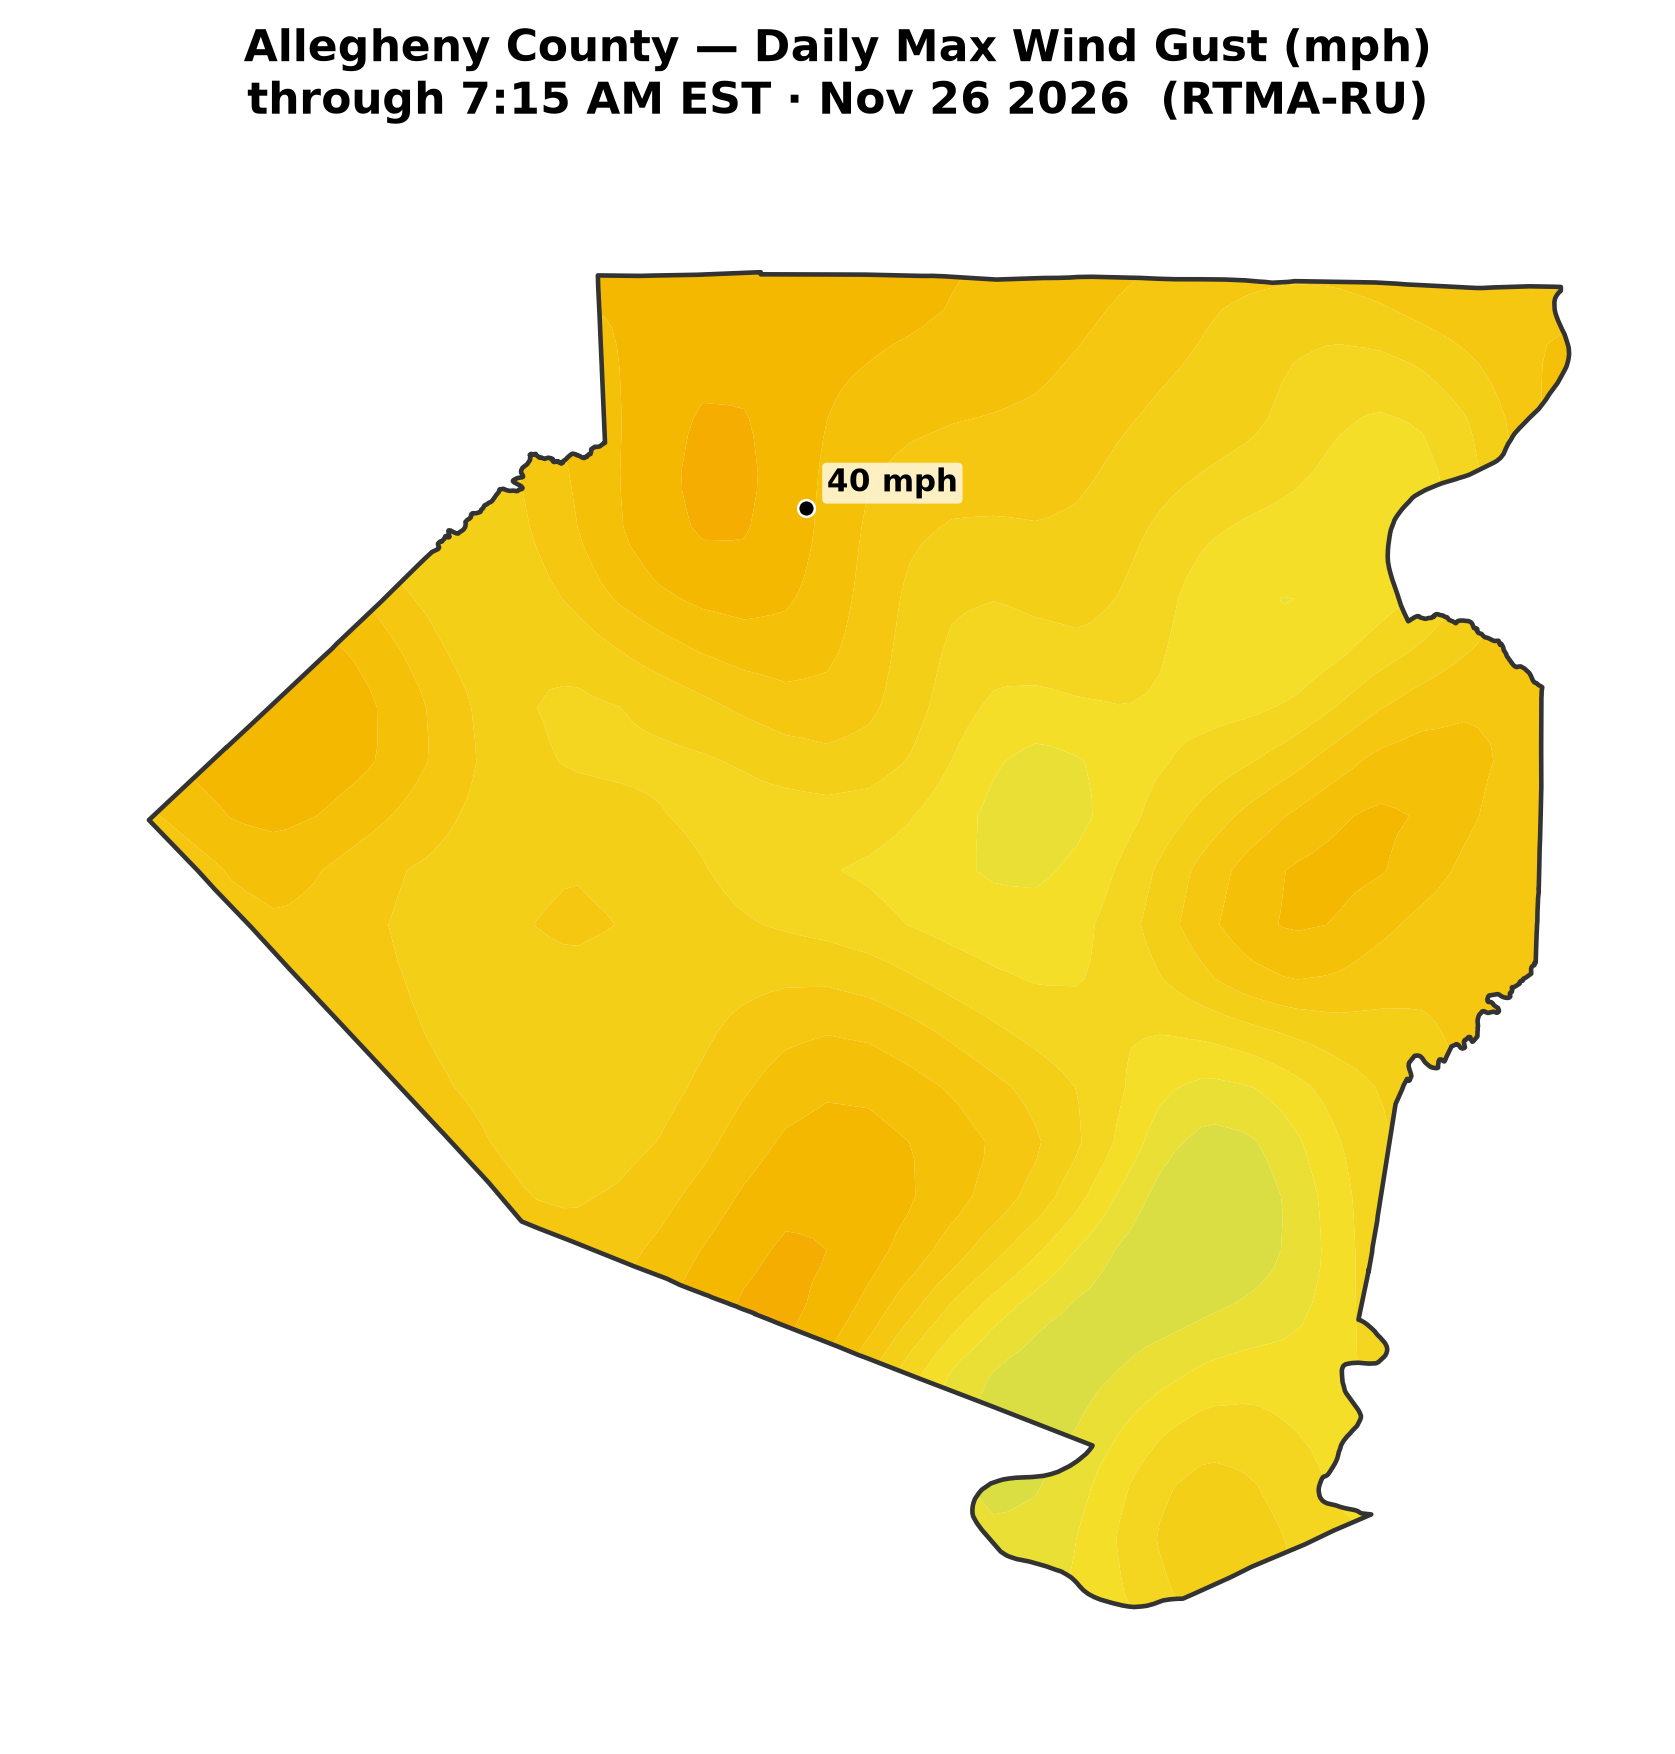 Allegheny County — Daily Max Wind Gust (mph)
through 7:15 AM EST · Nov 26 2026 (RTMA-RU)
40 mph